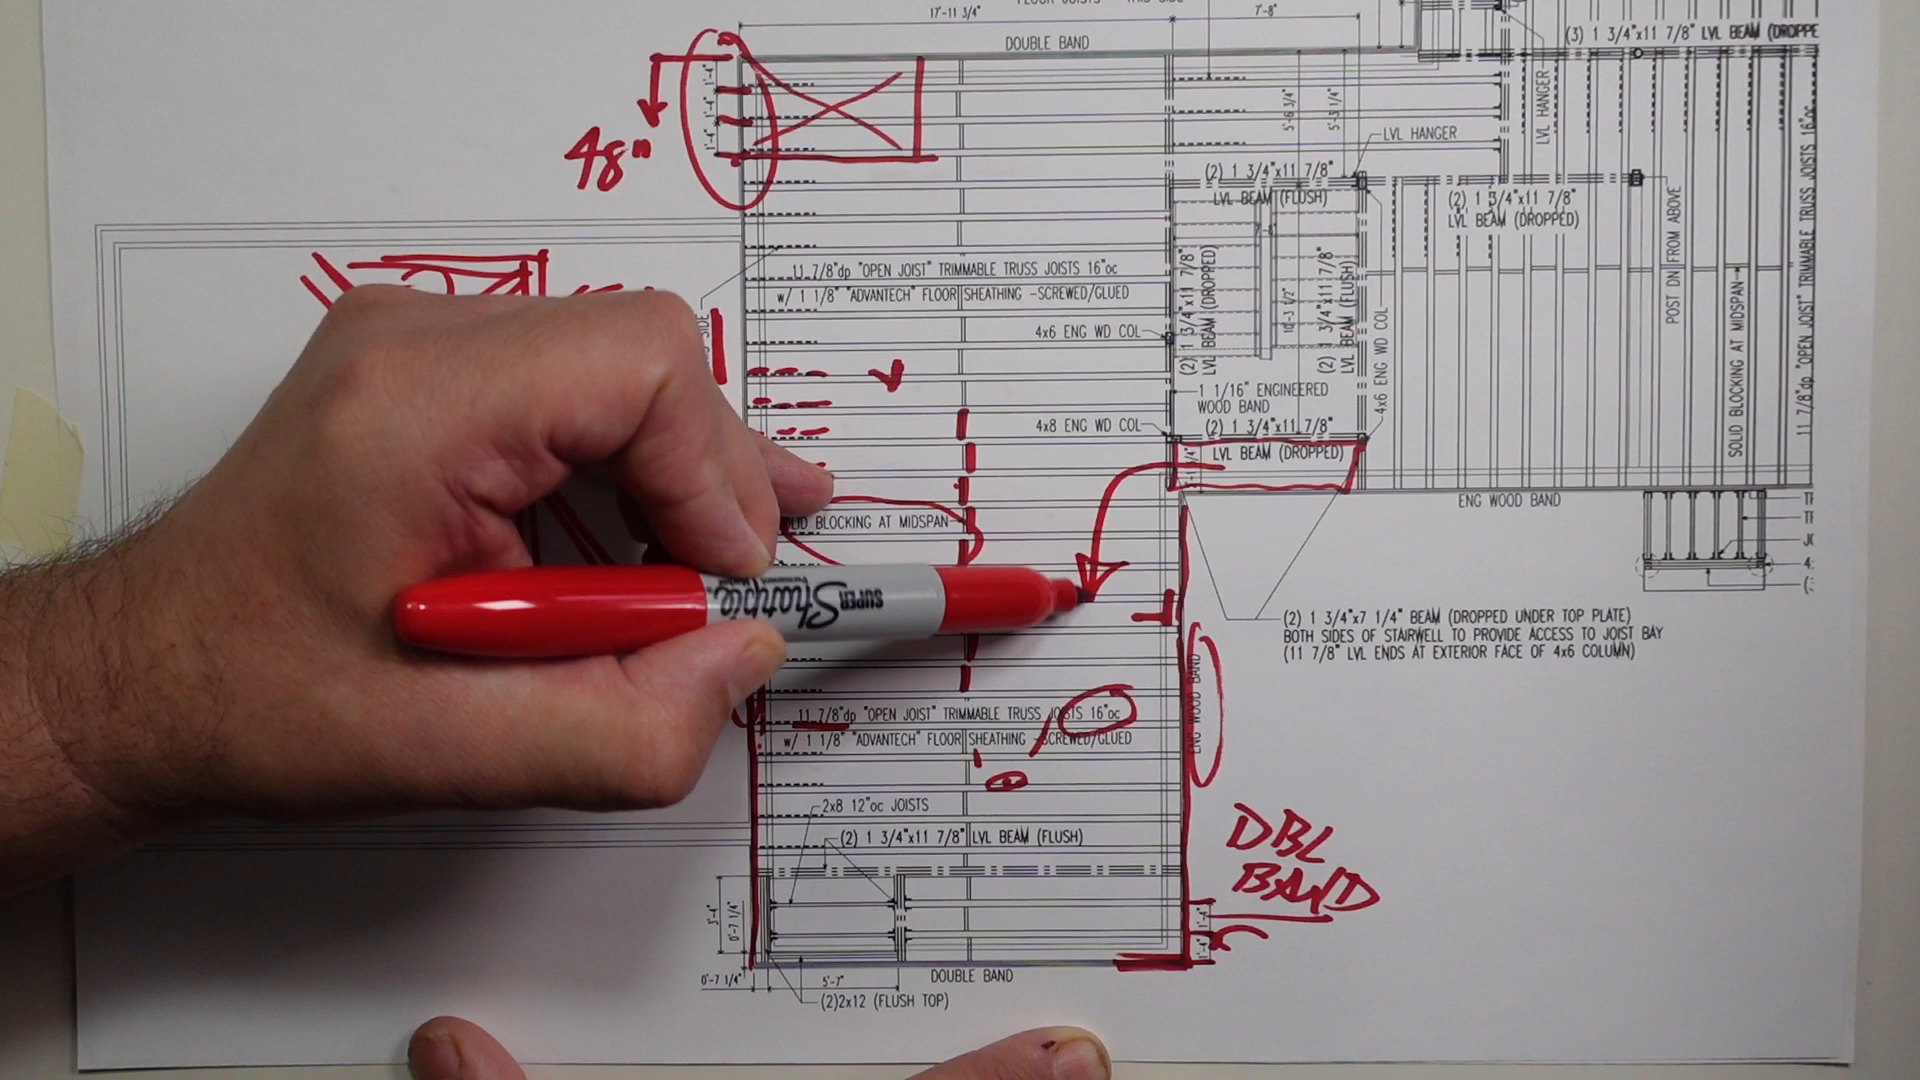 17'-11 3/4"
7'-8"
DOUBLE BAND
(3) 1 3/4"x11 7/8" LVL BEAM (DROPPE
1'-4"
1'-4"
1'-4"
48"
5'-6 3/4"
5'-3 1/4"
LVL HANGER
LVL HANGER
(2) 1 3/4"x11 7/8"
LVL BEAM (FLUSH)
(2) 1 3/4"x11 7/8"
LVL BEAM (DROPPED)
POST DN FROM ABOVE
11 7/8"dp "OPEN JOIST" TRIMMABLE TRUSS JOISTS 16"oc
SOLID BLOCKING AT MIDSPAN
11 7/8"dp "OPEN JOIST" TRIMMABLE TRUSS JOISTS 16"oc
w/ 1 1/8" "ADVANTECH" FLOOR SHEATHING -SCREWED/GLUED
SIDE
4x6 ENG WD COL
(2) 1 3/4"x11 7/8"
LVL BEAM (DROPPED)
10'-3 1/2"
(2) 1 3/4"x11 7/8"
LVL BEAM (FLUSH)
4x6 ENG WD COL
1 1/16" ENGINEERED
WOOD BAND
4x8 ENG WD COL
(2) 1 3/4"x11 7/8"
LVL BEAM (DROPPED)
ENG WOOD BAND
BLOCKING AT MIDSPAN
SUPER
Sharpie
(2) 1 3/4"x7 1/4" BEAM (DROPPED UNDER TOP PLATE)
BOTH SIDES OF STAIRWELL TO PROVIDE ACCESS TO JOIST BAY
(11 7/8" LVL ENDS AT EXTERIOR FACE OF 4x6 COLUMN)
ENG WOOD BAND
11 7/8"dp "OPEN JOIST" TRIMMABLE TRUSS JOISTS 16"oc
w/ 1 1/8" "ADVANTECH" FLOOR SHEATHING -SCREWED/GLUED
2x8 12"oc JOISTS
(2) 1 3/4"x11 7/8" LVL BEAM (FLUSH)
DBL
BAND
3'-4"
0'-7 1/4"
1'-4"
1'-4"
0'-7 1/4"
5'-7"
DOUBLE BAND
(2)2x12 (FLUSH TOP)